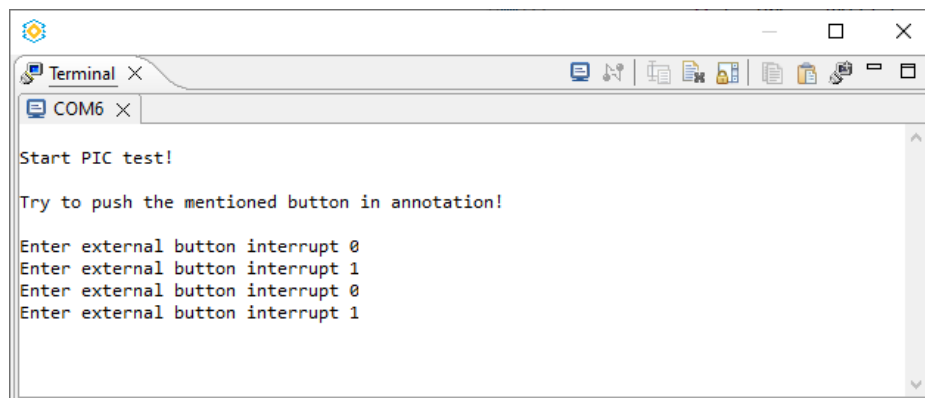 Terminal
COM6
Start PIC test!
Try to push the mentioned button in annotation!
Enter external button interrupt 0
Enter external button interrupt 1
Enter external button interrupt 0
Enter external button interrupt 1